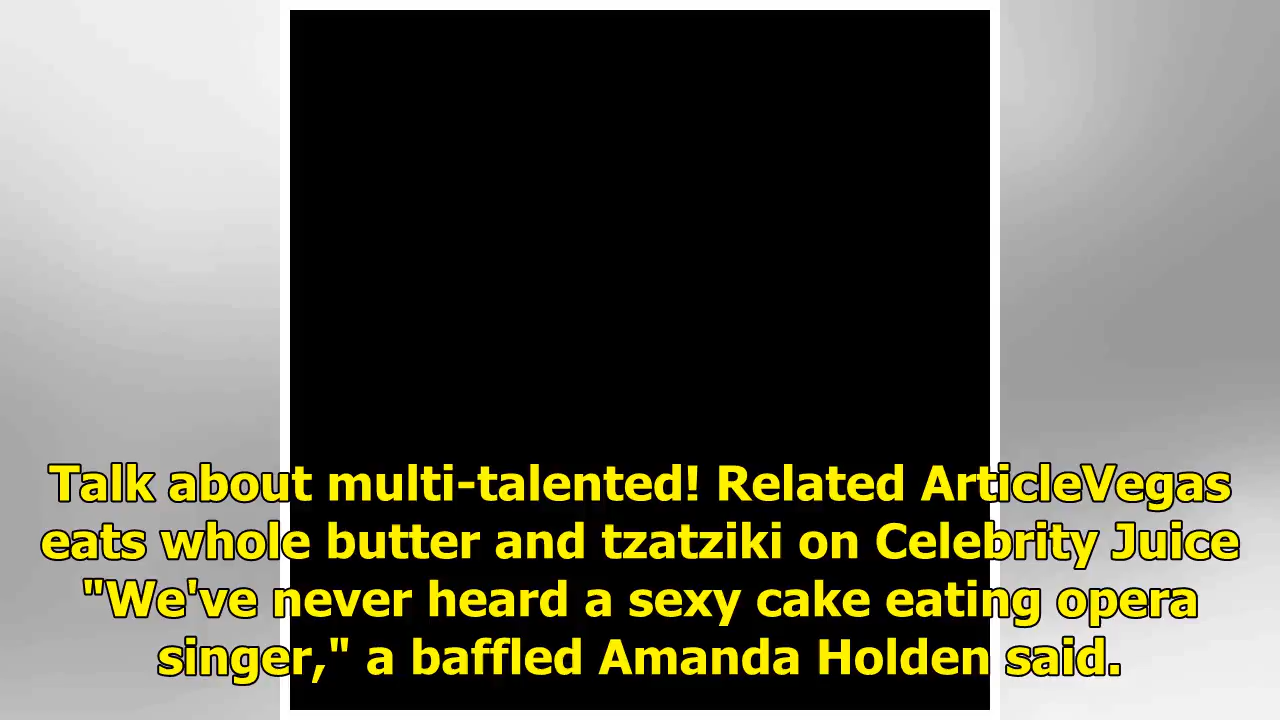 Talk about multi-talented! Related ArticleVegas
eats whole butter and tzatziki on Celebrity Juice
"We've never heard a sexy cake eating opera
singer," a baffled Amanda Holden said.